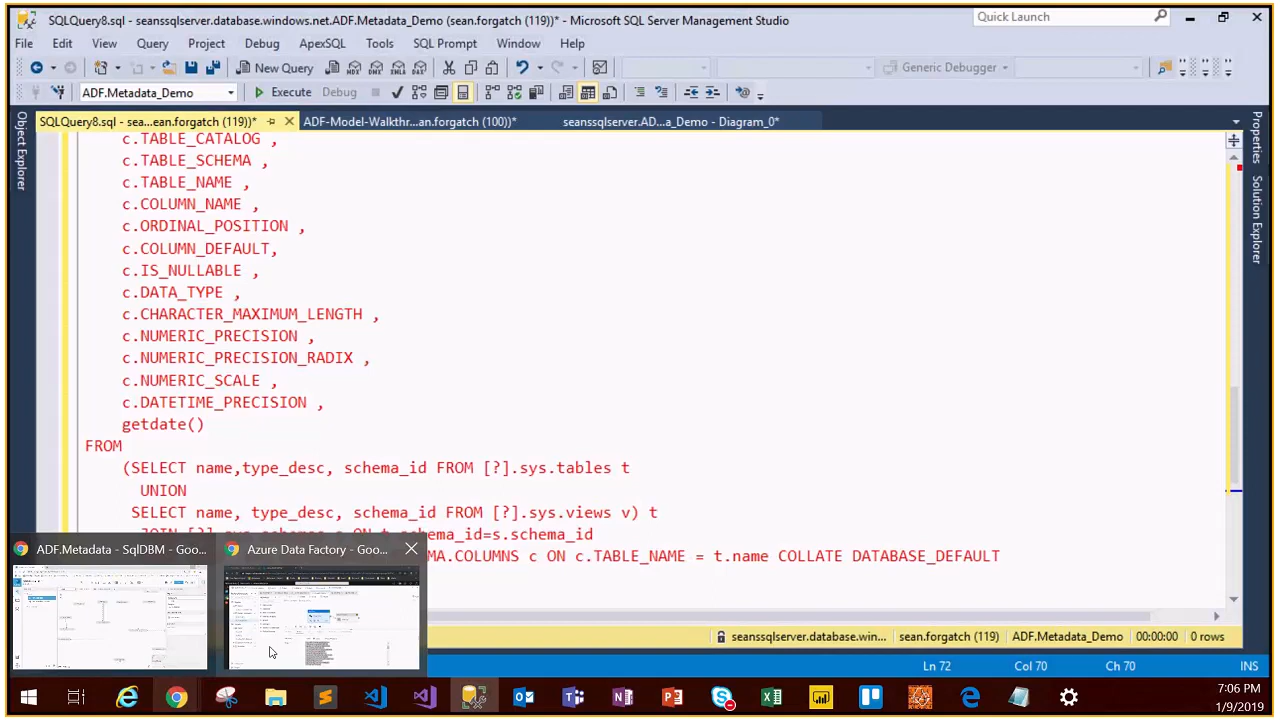 SQLQuery8.sql - seanssqlserver.database.windows.net.ADF.Metadata_Demo (sean.forgatch (119))* - Microsoft SQL Server Management Studio
Quick Launch
File Edit View Query Project Debug ApexSQL Tools SQL Prompt Window Help
New Query MDX DMX XMLA DAX Generic Debugger
ADF.Metadata_Demo Execute Debug
SQLQuery8.sql - sea...ean.forgatch (119))* ADF-Model-Walkthr...an.forgatch (100))* seanssqlserver.AD...a_Demo - Diagram_0*
Object Explorer
Properties
Solution Explorer
c.TABLE_CATALOG ,
c.TABLE_SCHEMA ,
c.TABLE_NAME ,
c.COLUMN_NAME ,
c.ORDINAL_POSITION ,
c.COLUMN_DEFAULT,
c.IS_NULLABLE ,
c.DATA_TYPE ,
c.CHARACTER_MAXIMUM_LENGTH ,
c.NUMERIC_PRECISION ,
c.NUMERIC_PRECISION_RADIX ,
c.NUMERIC_SCALE ,
c.DATETIME_PRECISION ,
getdate()
FROM
(SELECT name,type_desc, schema_id FROM [?].sys.tables t
UNION
SELECT name, type_desc, schema_id FROM [?].sys.views v) t
ON t.schema_id=s.schema_id
MA.COLUMNS c ON c.TABLE_NAME = t.name COLLATE DATABASE_DEFAULT
ADF.Metadata - SqlDBM - Goo... Azure Data Factory - Goo...
seanssqlserver.database.win... sean.forgatch (119) ADF.Metadata_Demo 00:00:00 0 rows
Ln 72 Col 70 Ch 70 INS
7:06 PM
1/9/2019